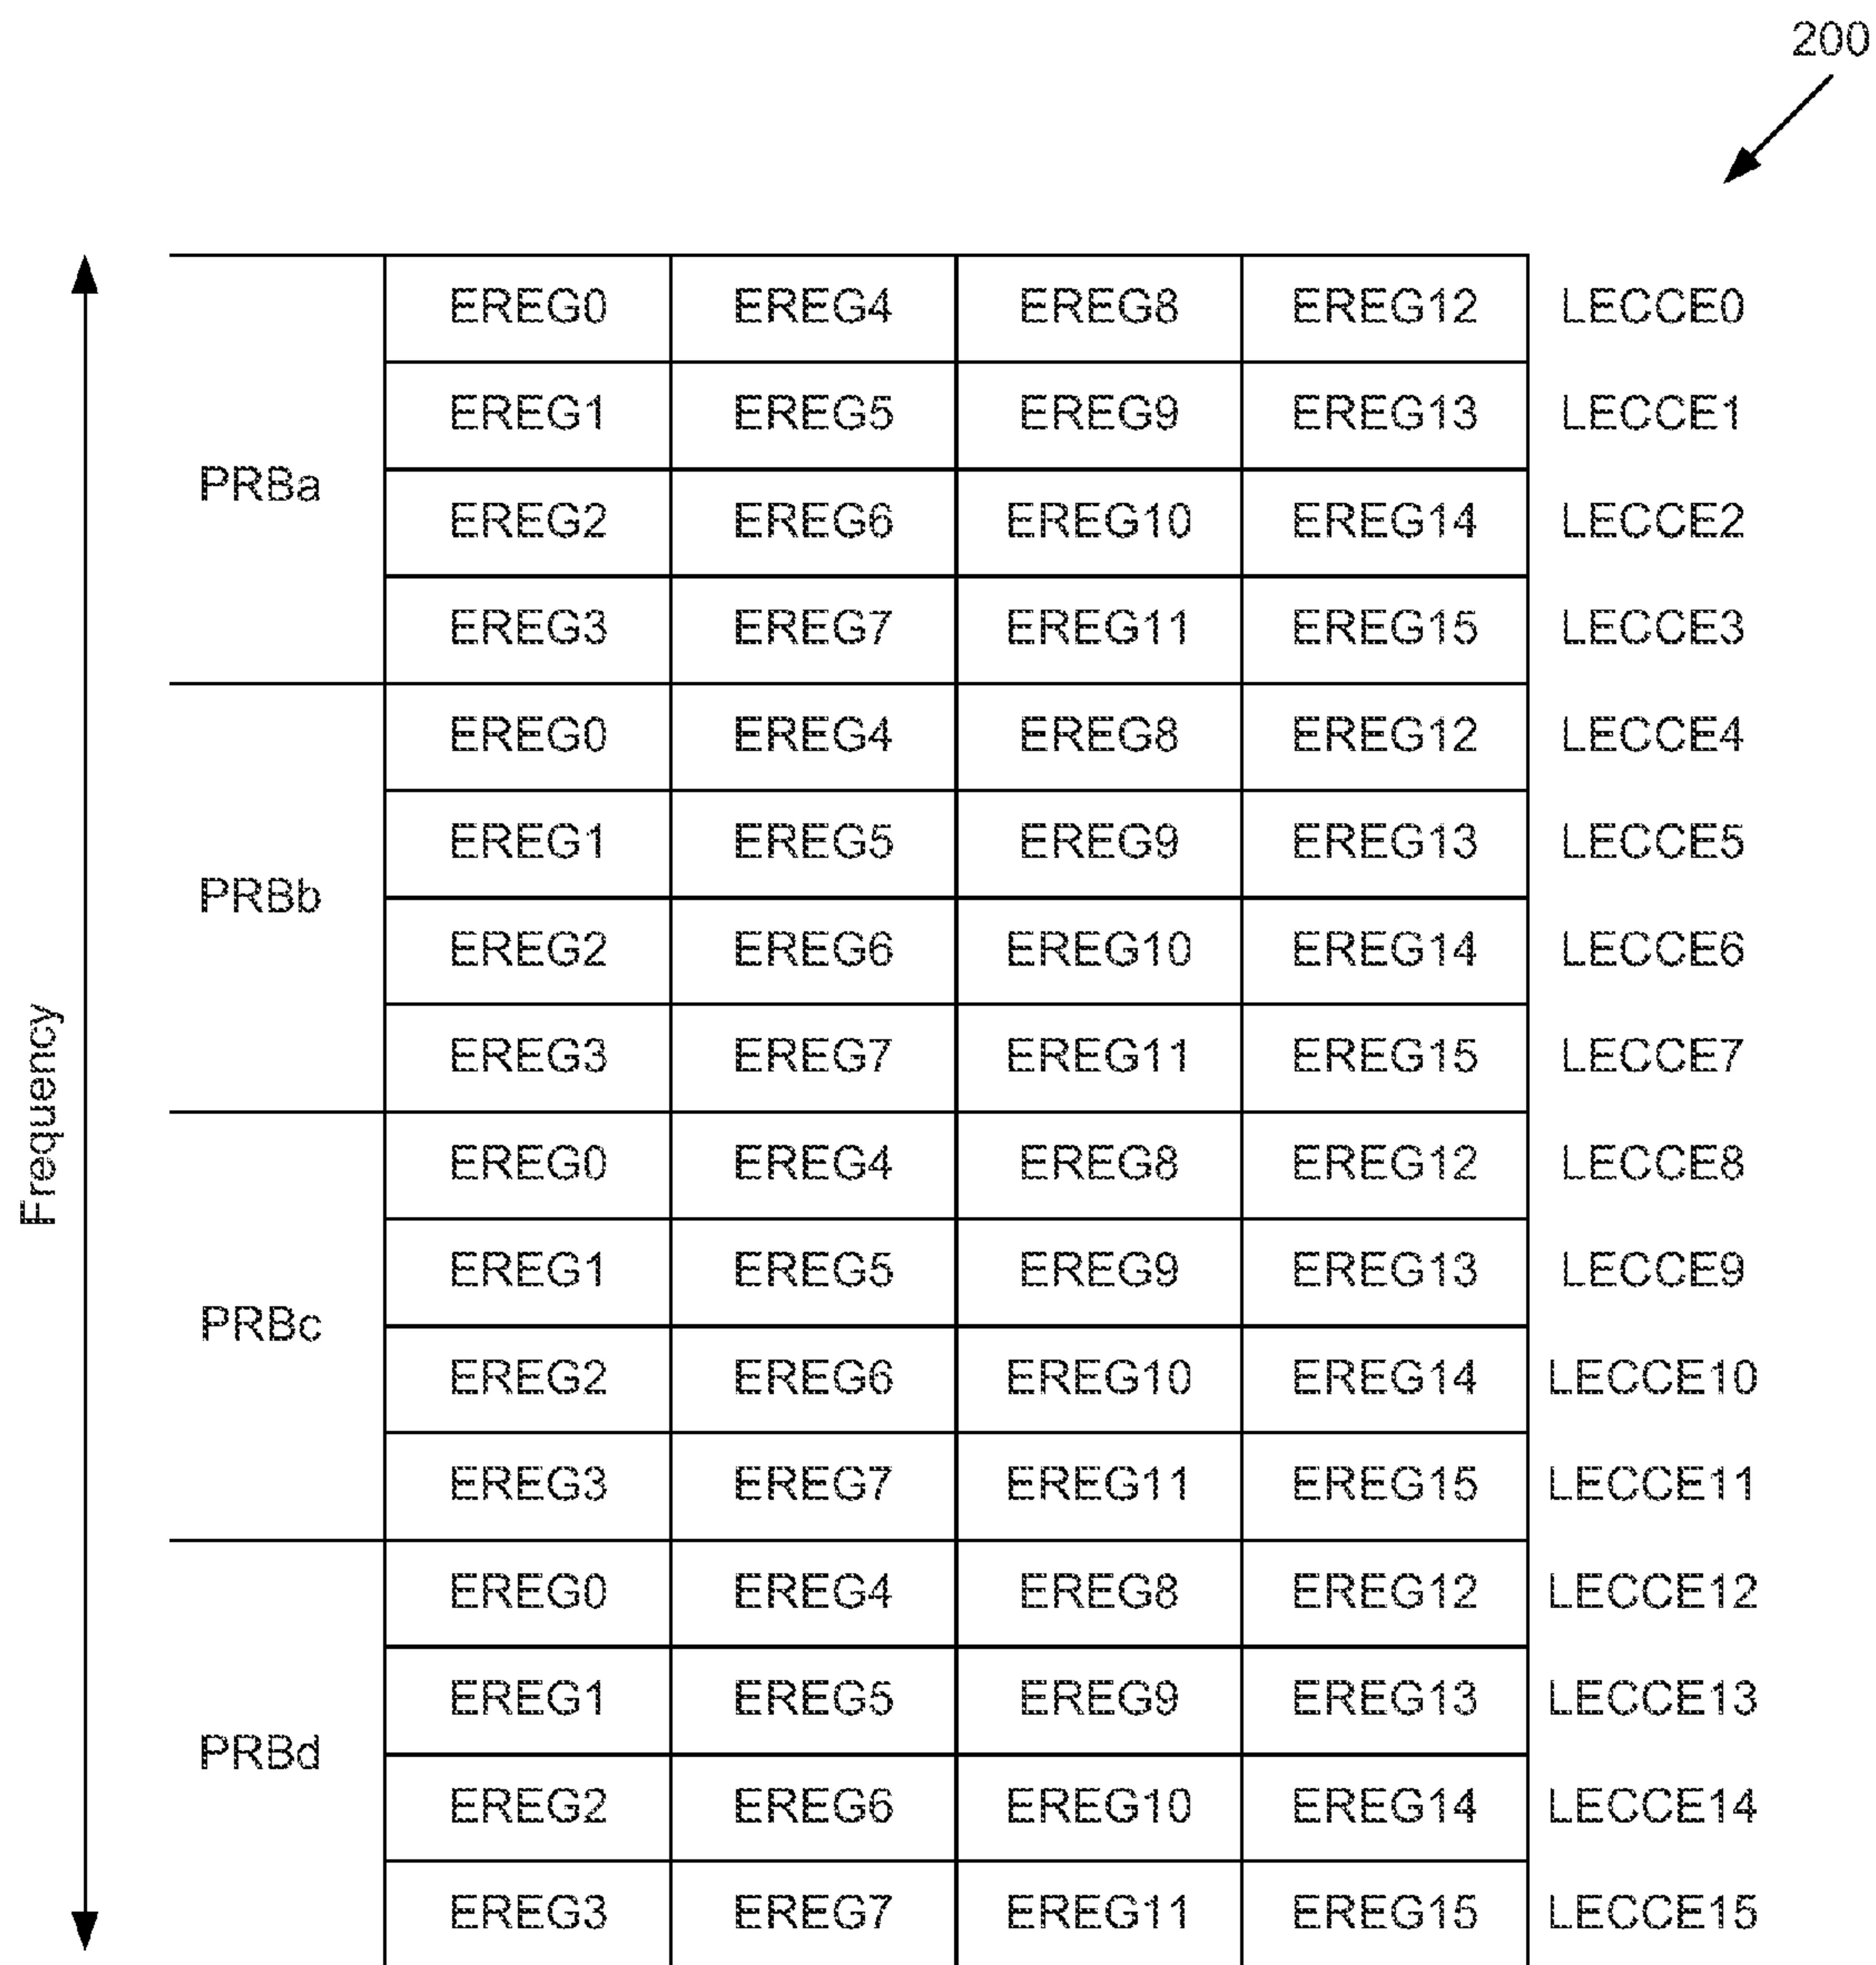 200
Frequency
PRBa
EREG0 EREG4 EREG8 EREG12 LECCE0
EREG1 EREG5 EREG9 EREG13 LECCE1
EREG2 EREG6 EREG10 EREG14 LECCE2
EREG3 EREG7 EREG11 EREG15 LECCE3
PRBb
EREG0 EREG4 EREG8 EREG12 LECCE4
EREG1 EREG5 EREG9 EREG13 LECCE5
EREG2 EREG6 EREG10 EREG14 LECCE6
EREG3 EREG7 EREG11 EREG15 LECCE7
PRBc
EREG0 EREG4 EREG8 EREG12 LECCE8
EREG1 EREG5 EREG9 EREG13 LECCE9
EREG2 EREG6 EREG10 EREG14 LECCE10
EREG3 EREG7 EREG11 EREG15 LECCE11
PRBd
EREG0 EREG4 EREG8 EREG12 LECCE12
EREG1 EREG5 EREG9 EREG13 LECCE13
EREG2 EREG6 EREG10 EREG14 LECCE14
EREG3 EREG7 EREG11 EREG15 LECCE15